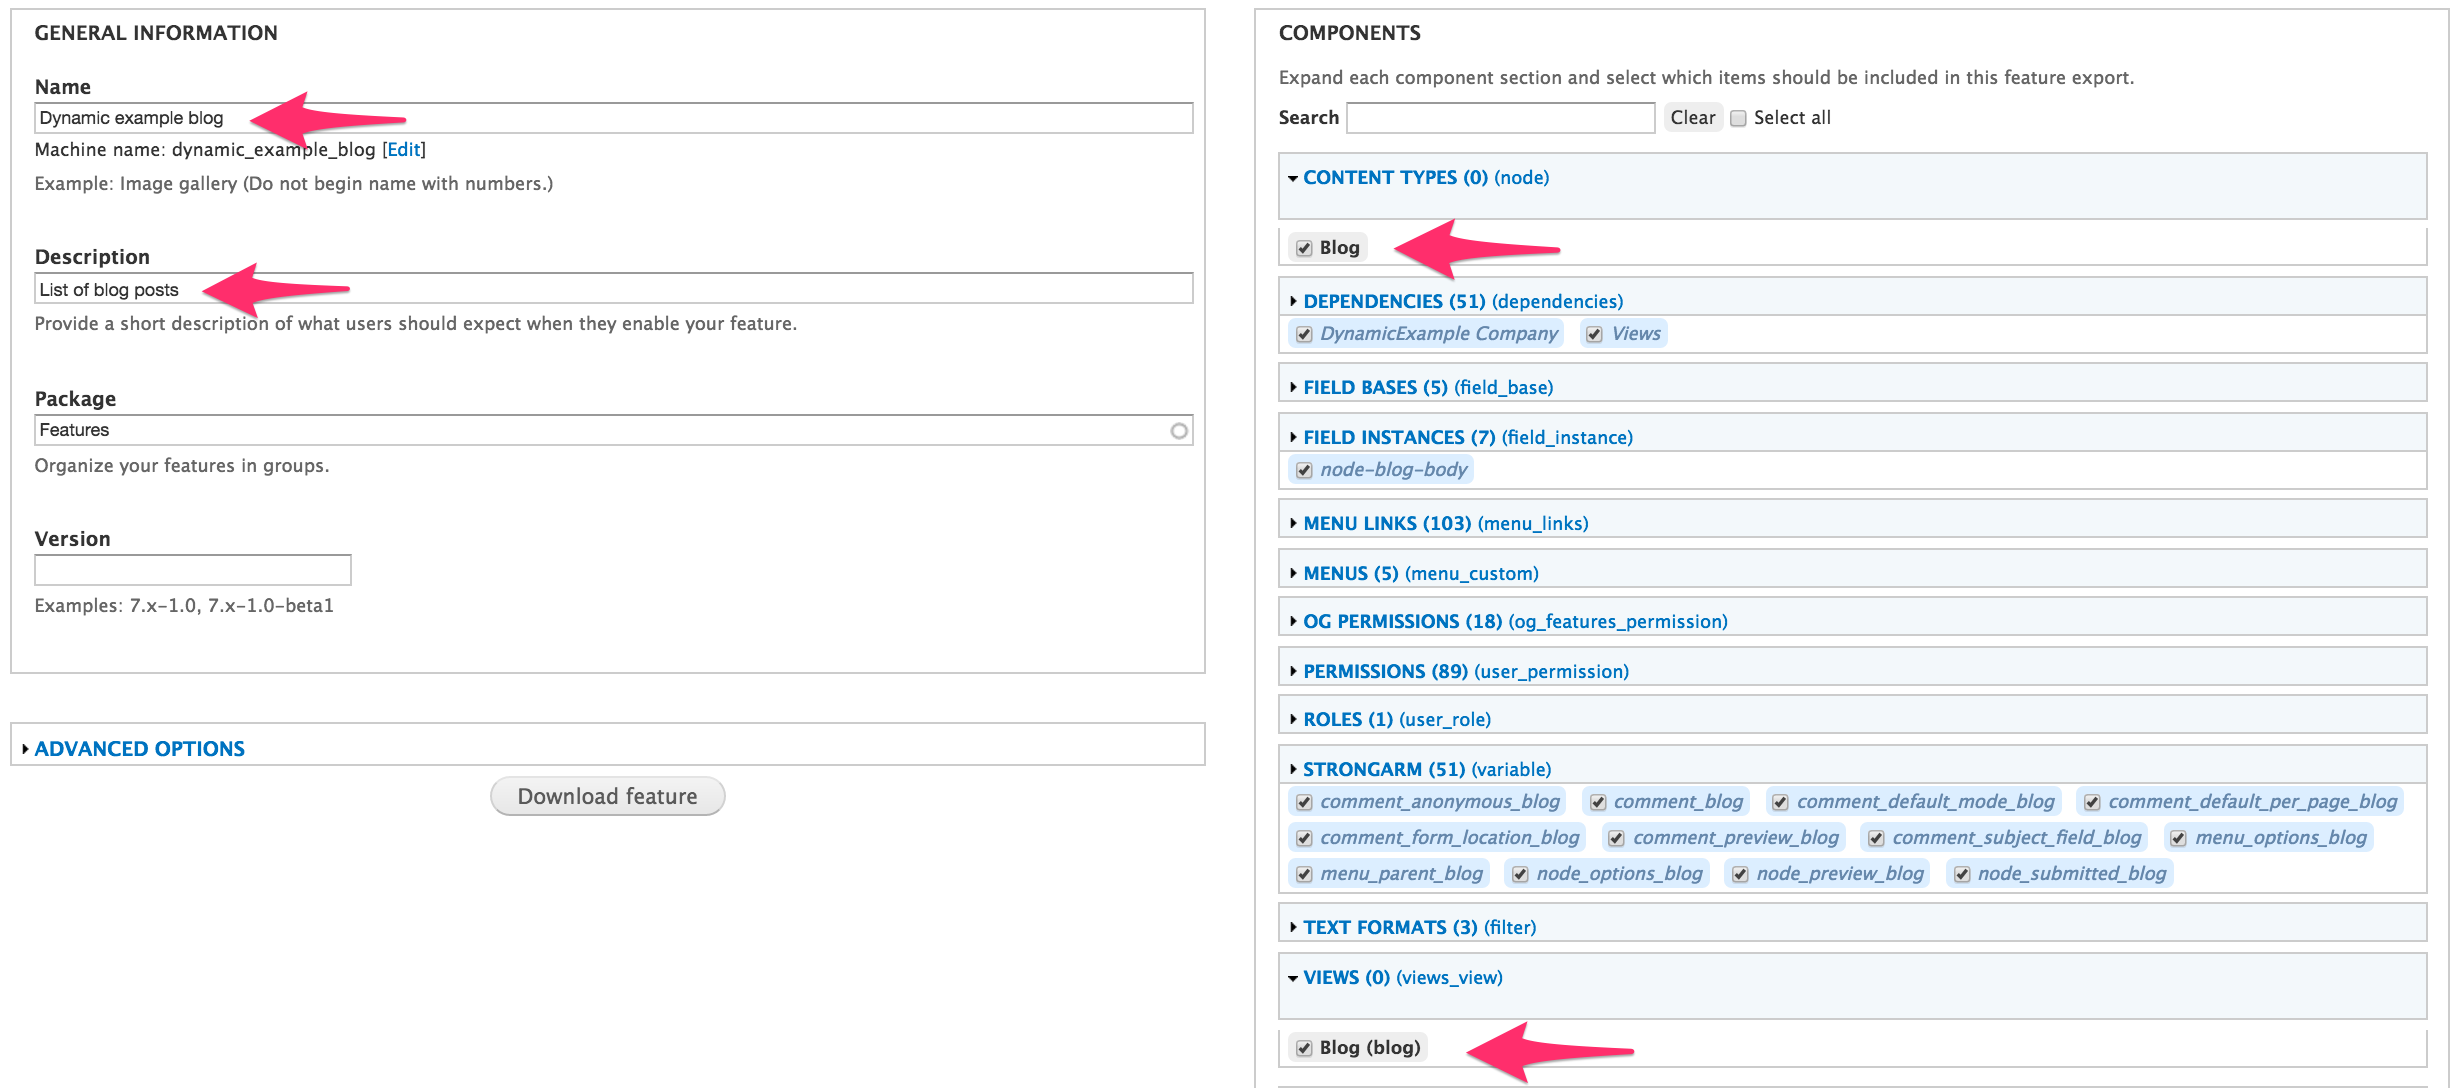 GENERAL INFORMATION
Name
Dynamic example blog
Machine name: dynamic_example_blog [Edit]
Example: Image gallery (Do not begin name with numbers.)
Description
List of blog posts
Provide a short description of what users should expect when they enable your feature.
Package
Features
Organize your features in groups.
Version
Examples: 7.x-1.0, 7.x-1.0-beta1
ADVANCED OPTIONS
Download feature
COMPONENTS
Expand each component section and select which items should be included in this feature export.
Search Clear Select all
CONTENT TYPES (0) (node)
Blog
DEPENDENCIES (51) (dependencies)
DynamicExample Company Views
FIELD BASES (5) (field_base)
FIELD INSTANCES (7) (field_instance)
node-blog-body
MENU LINKS (103) (menu_links)
MENUS (5) (menu_custom)
OG PERMISSIONS (18) (og_features_permission)
PERMISSIONS (89) (user_permission)
ROLES (1) (user_role)
STRONGARM (51) (variable)
comment_anonymous_blog comment_blog comment_default_mode_blog comment_default_per_page_blog
comment_form_location_blog comment_preview_blog comment_subject_field_blog menu_options_blog
menu_parent_blog node_options_blog node_preview_blog node_submitted_blog
TEXT FORMATS (3) (filter)
VIEWS (0) (views_view)
Blog (blog)